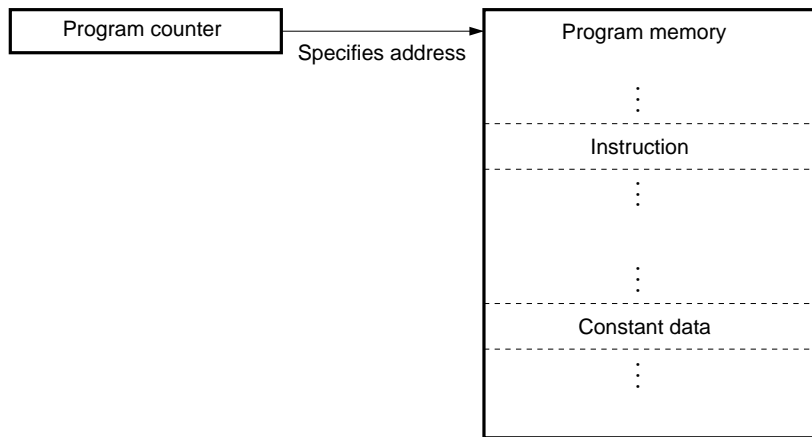 Program counter
Specifies address
Program memory
Instruction
Constant data